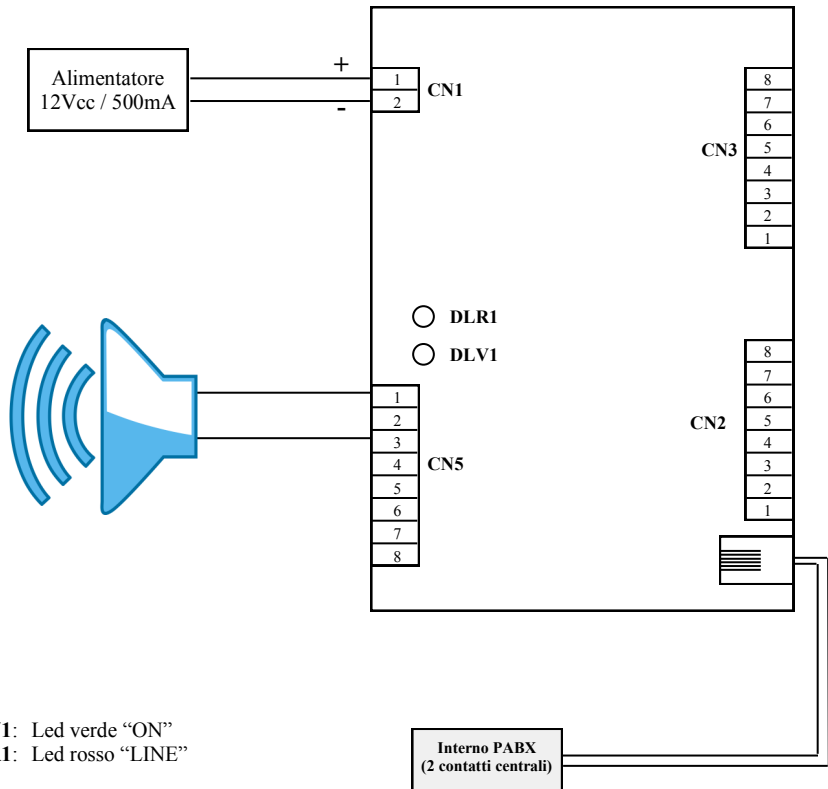 Alimentatore
12Vcc / 500mA
+
-
1
2
CN1
8
7
6
5
4
3
2
1
CN3
DLR1
DLV1
1
2
3
4
5
6
7
8
CN5
8
7
6
5
4
3
2
1
CN2
1: Led verde “ON”
1: Led rosso “LINE”
Interno PABX
(2 contatti centrali)